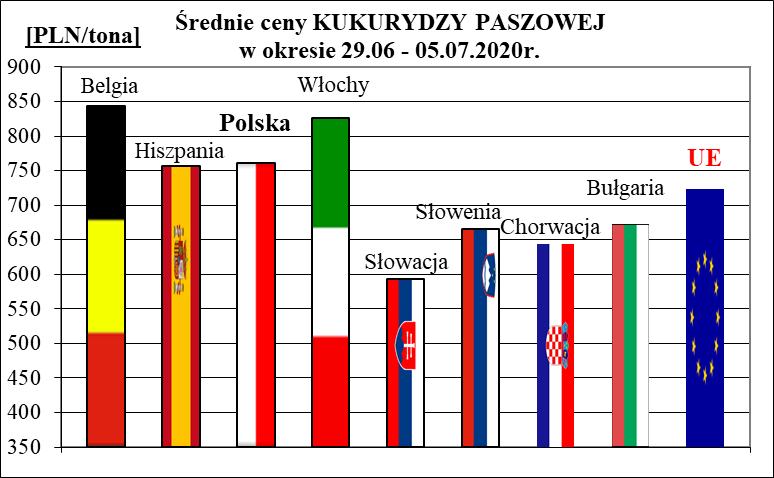 Średnie ceny KUKURYDZY PASZOWEJ
w okresie 29.06 - 05.07.2020r.
[PLN/tona]
900
850
800
750
700
650
600
550
500
450
400
350
Belgia
Hiszpania
Polska
Włochy
Słowacja
Słowenia
Chorwacja
Bułgaria
UE